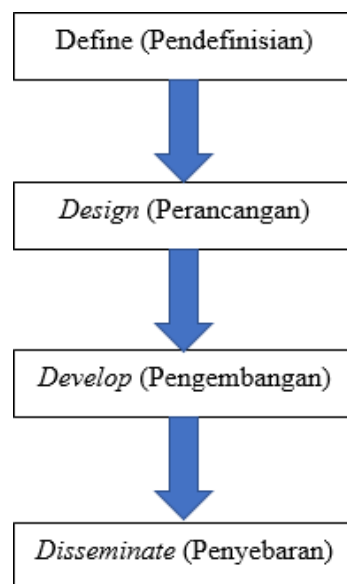 Define (Pendefinisian)
Design (Perancangan)
Develop (Pengembangan)
Disseminate (Penyebaran)